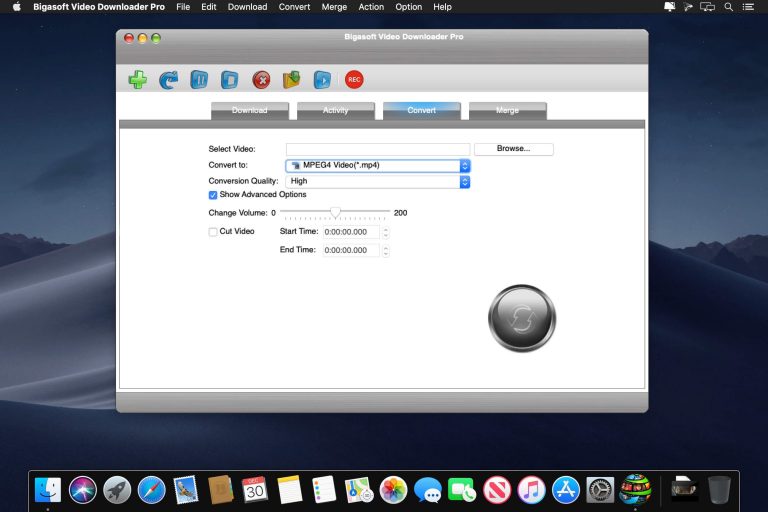 Bigasoft Video Downloader Pro File Edit Download Convert Merge Action Option Help
Bigasoft Video Downloader Pro
REC
Download Activity Convert Merge
Select Video: Browse...
Convert to: MPEG4 Video(*.mp4)
Conversion Quality: High
Show Advanced Options
Change Volume: 0 200
Cut Video Start Time: 0:00:00.000
End Time: 0:00:00.000
DEC
30